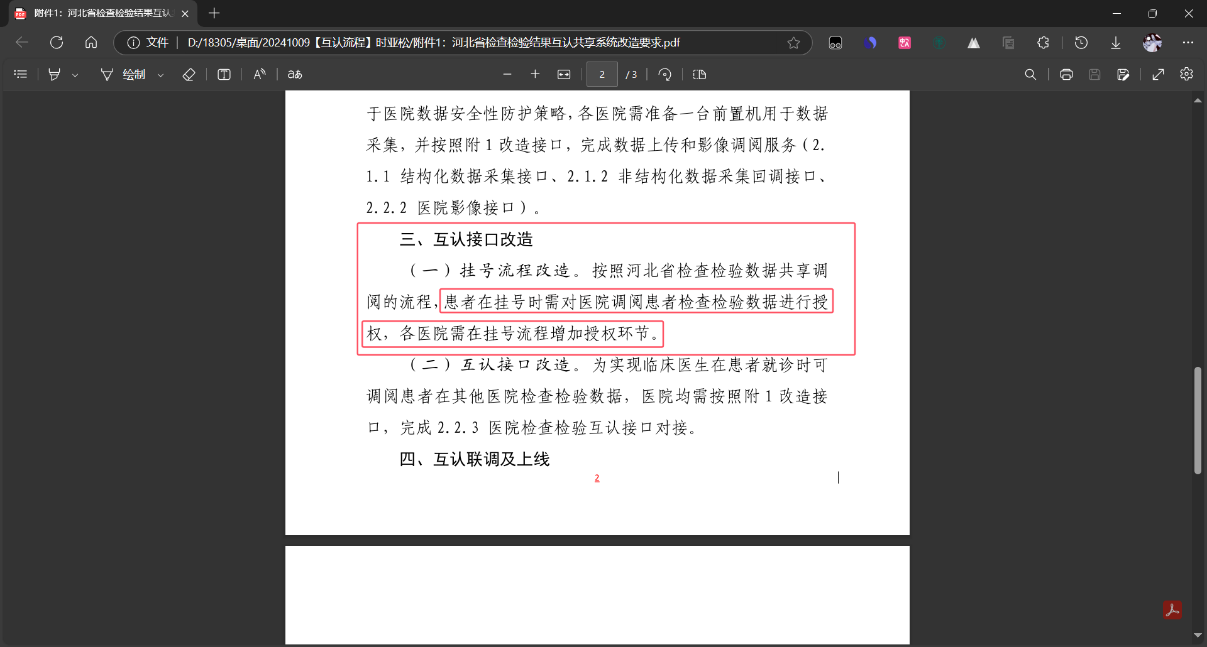 附件1：河北省检查检验结果互认
文件
D:/18305/桌面/20241009【互认流程】时亚松/附件1：河北省检查检验结果互认共享系统改造要求.pdf
绘制
aあ
2 / 3
于医院数据安全性防护策略，各医院需准备一台前置机用于数据
采集，并按照附 1 改造接口，完成数据上传和影像调阅服务（2.
1.1 结构化数据采集接口、2.1.2 非结构化数据采集回调接口、
2.2.2 医院影像接口）。
三、互认接口改造
（一）挂号流程改造。按照河北省检查检验数据共享调
阅的流程，患者在挂号时需对医院调阅患者检查检验数据进行授
权，各医院需在挂号流程增加授权环节。
（二）互认接口改造。为实现临床医生在患者就诊时可
调阅患者在其他医院检查检验数据，医院均需按照附 1 改造接
口，完成 2.2.3 医院检查检验互认接口对接。
四、互认联调及上线
2